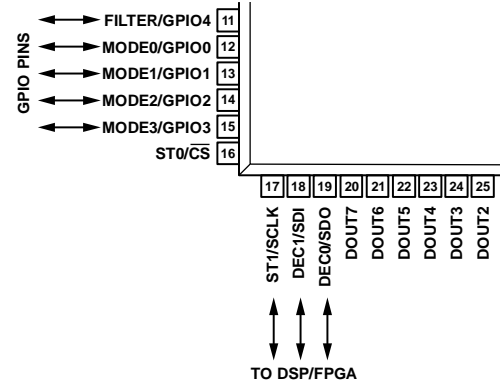 GPIO PINS
FILTER/GPIO4 11
MODE0/GPIO0 12
MODE1/GPIO1 13
MODE2/GPIO2 14
MODE3/GPIO3 15
ST0/CS 16
17 18 19 20 21 22 23 24 25
ST1/SCLK
DEC1/SDI
DEC0/SDO
DOUT7
DOUT6
DOUT5
DOUT4
DOUT3
DOUT2
TO DSP/FPGA